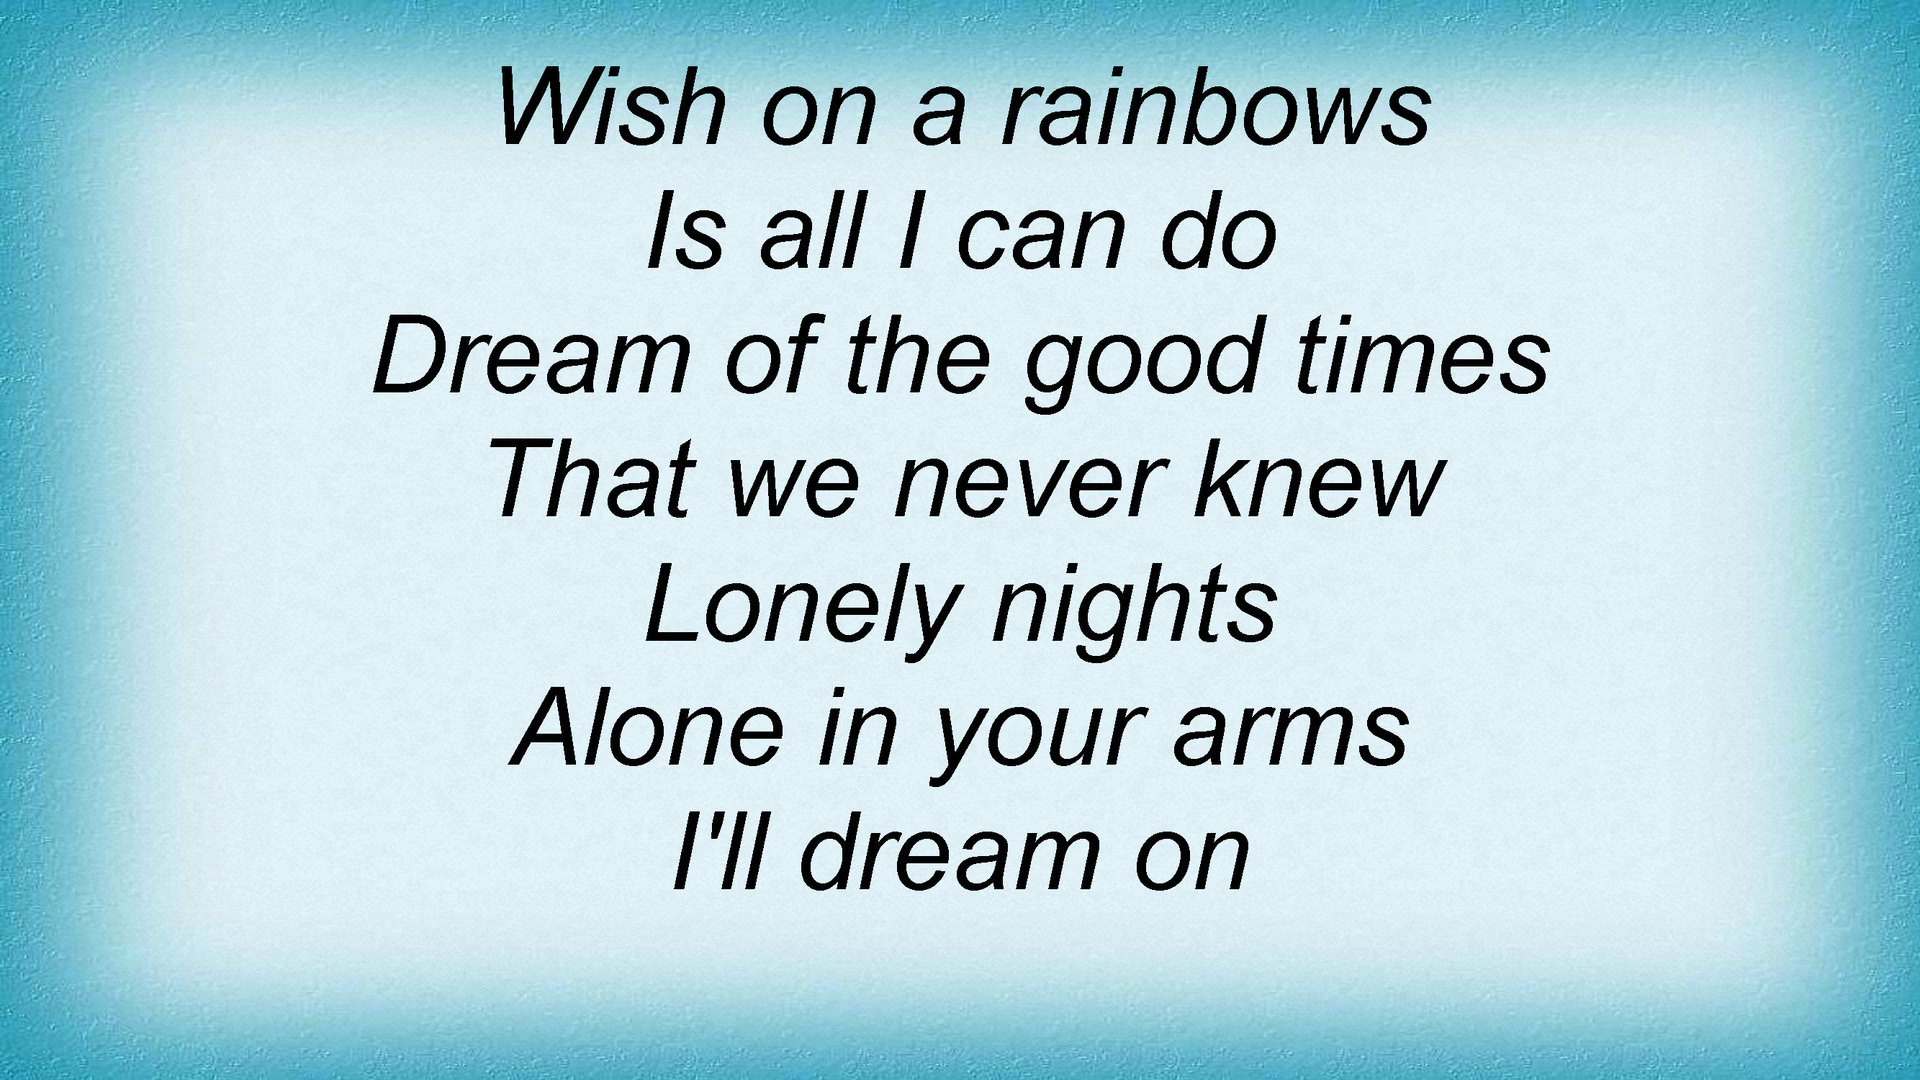 Wish on a rainbows
Is all I can do
Dream of the good times
That we never knew
Lonely nights
Alone in your arms
I'll dream on